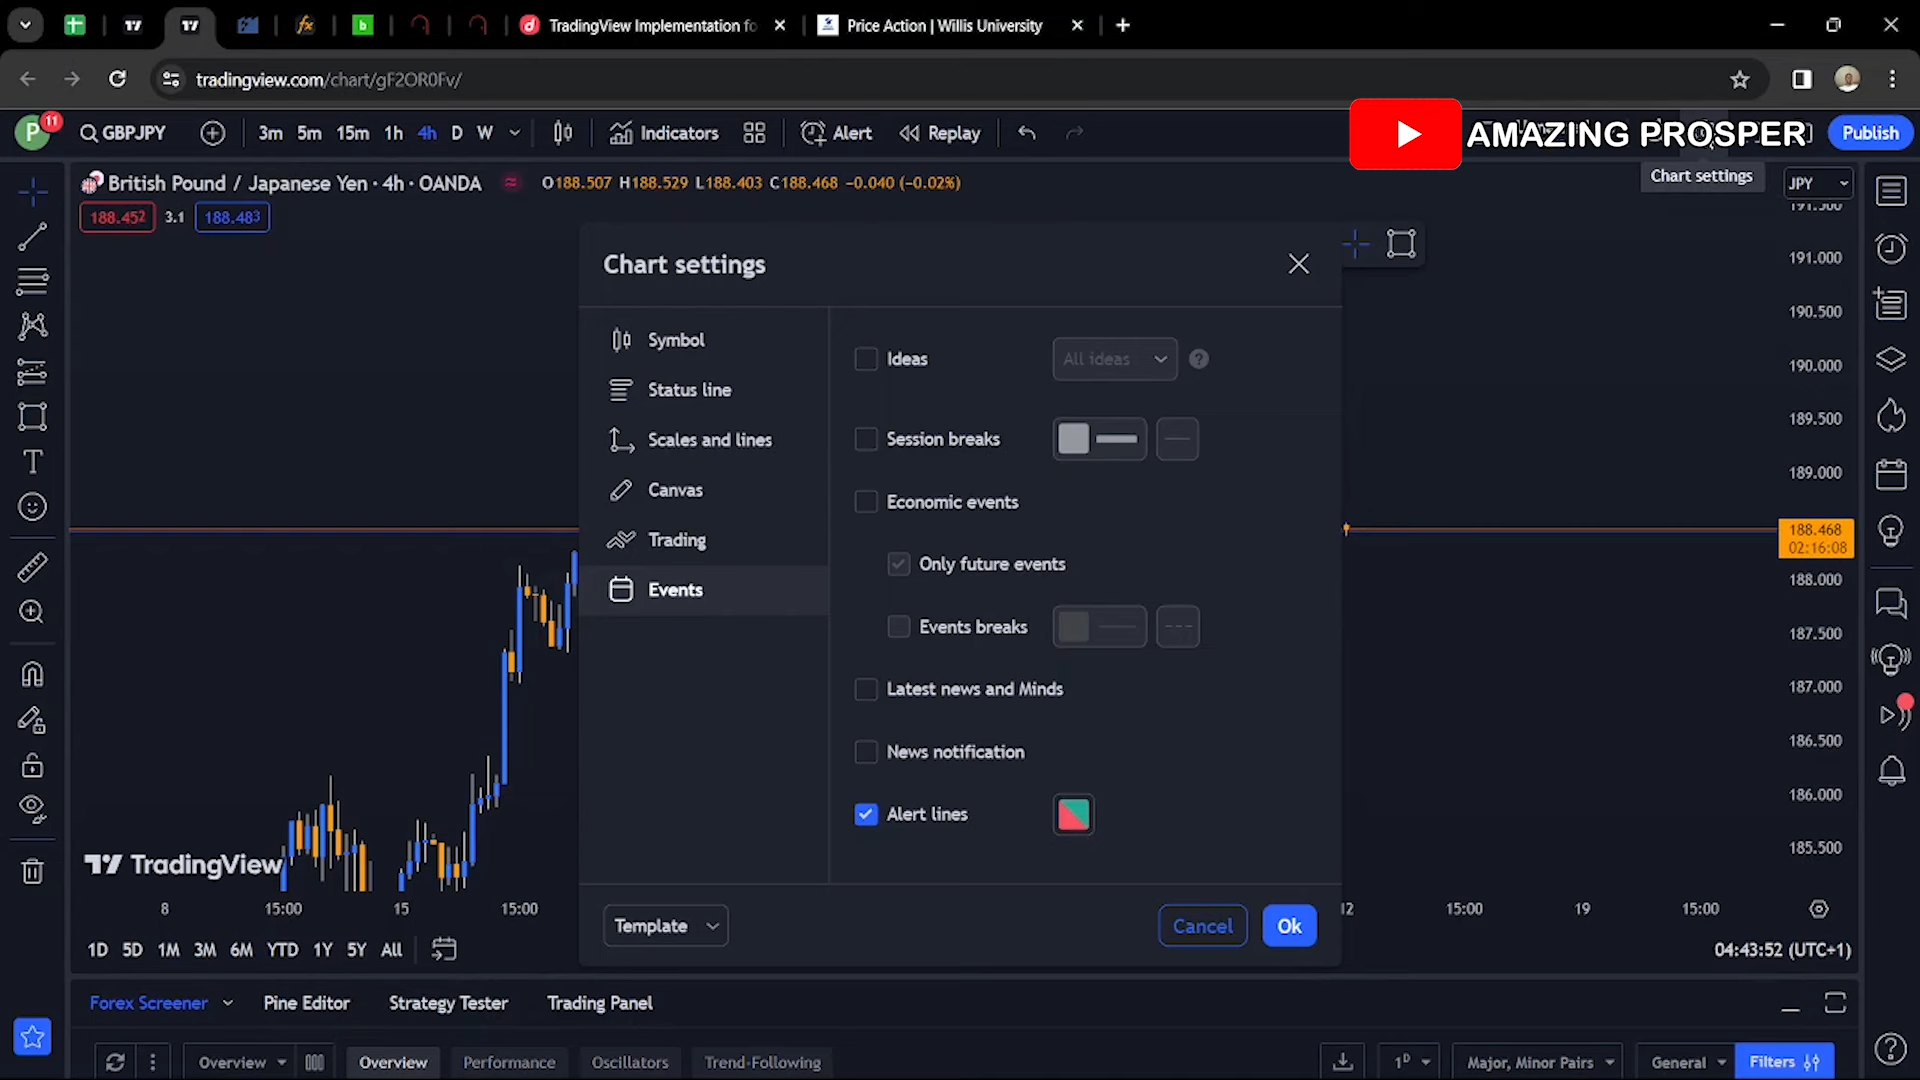 TradingView Implementation fo
Price Action | Willis University
tradingview.com/chart/gF2OR0Fv/
P 11 GBPJPY 3m 5m 15m 1h 4h D W Indicators Alert Replay AMAZING PROSPER Publish
Chart settings
British Pound / Japanese Yen · 4h · OANDA O188.507 H188.529 L188.403 C188.468 −0.040 (−0.02%)
JPY
188.452 3.1 188.483
Chart settings
Symbol
Status line
Scales and lines
Canvas
Trading
Events
Ideas All ideas ?
Session breaks
Economic events
Only future events
Events breaks
Latest news and Minds
News notification
Alert lines
Template Cancel Ok
191.500
191.000
190.500
190.000
189.500
189.000
188.468
02:16:08
188.000
187.500
187.000
186.500
186.000
185.500
TradingView
8 15:00 15 15:00 12 15:00 19 15:00
1D 5D 1M 3M 6M YTD 1Y 5Y All 04:43:52 (UTC+1)
Forex Screener Pine Editor Strategy Tester Trading Panel
Overview Overview Performance Oscillators Trend-Following 1D Major, Minor Pairs General Filters